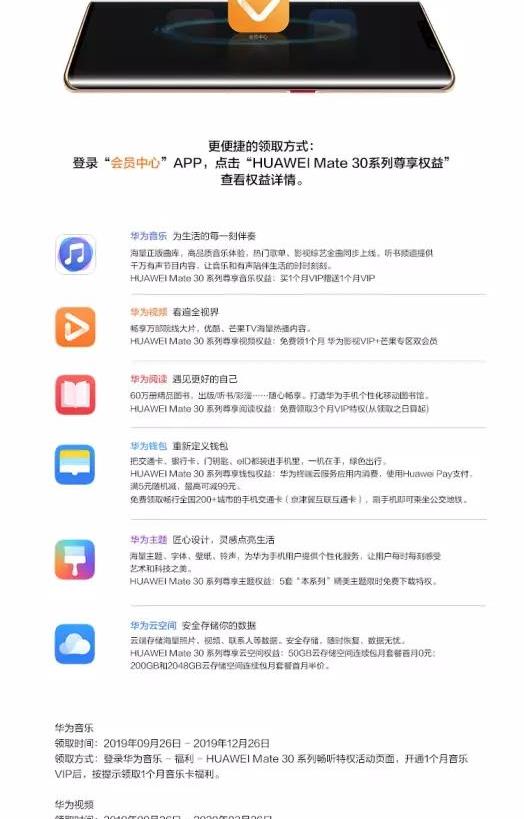 会员中心
更便捷的领取方式：
登录“会员中心”APP，点击“HUAWEI Mate 30系列尊享权益”
查看权益详情。
华为音乐 为生活的每一刻伴奏
海量正版曲库，高品质音乐体验，热门歌单、影视综艺金曲同步上线。听书频道提供
千万有声节目内容，让音乐和有声陪伴生活的时时刻刻。
HUAWEI Mate 30 系列尊享音乐权益：买1个月VIP赠送1个月VIP
华为视频 看遍全视界
畅享万部院线大片，优酷、芒果TV海量热播内容。
HUAWEI Mate 30 系列尊享视频权益：免费领1个月 华为影视VIP+芒果专区双会员
华为阅读 遇见更好的自己
60万册精品图书，出版/听书/彩漫……随心畅享。打造华为手机个性化移动图书馆。
HUAWEI Mate 30 系列尊享阅读权益：免费领取3个月VIP特权(从领取之日算起)
华为钱包 重新定义钱包
把交通卡、银行卡、门钥匙、eID都装进手机里，一机在手，绿色出行。
HUAWEI Mate 30 系列尊享钱包权益：华为终端云服务应用内消费，使用Huawei Pay支付，
满5元随机减，最高可减99元。
免费领取畅行全国200+城市的手机交通卡（京津冀互联互通卡），刷手机即可乘坐公交地铁。
华为主题 匠心设计，灵感点亮生活
海量主题、字体、壁纸、铃声，为华为手机用户提供个性化服务，让用户每时每刻感受
艺术和科技之美。
HUAWEI Mate 30 系列尊享主题权益：5套“本系列”精美主题限时免费下载特权。
华为云空间 安全存储你的数据
云端存储海量照片、视频、联系人等数据。安全存储，随时恢复，数据无忧。
HUAWEI Mate 30 系列尊享云空间权益：50GB云存储空间连续包月套餐首月0元；
200GB和2048GB云存储空间连续包月套餐首月半价。
华为音乐
领取时间：2019年09月26日 - 2019年12月26日
领取方式：登录华为音乐 - 福利 - HUAWEI Mate 30 系列畅听特权活动页面，开通1个月音乐
VIP后，按提示领取1个月音乐卡福利。
华为视频